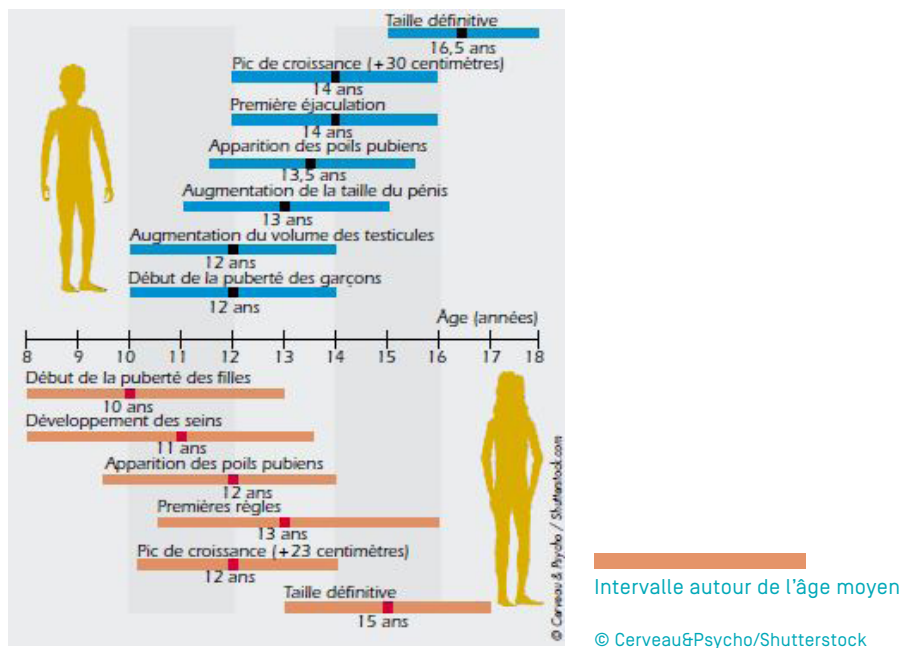 Taille définitive
16,5 ans
Pic de croissance (+30 centimètres)
14 ans
Première éjaculation
14 ans
Apparition des poils pubiens
13,5 ans
Augmentation de la taille du pénis
13 ans
Augmentation du volume des testicules
12 ans
Début de la puberté des garçons
12 ans
Âge (années)
8 9 10 11 12 13 14 15 16 17 18
Début de la puberté des filles
10 ans
Développement des seins
11 ans
Apparition des poils pubiens
12 ans
Premières règles
13 ans
Pic de croissance (+23 centimètres)
12 ans
Taille définitive
15 ans
© Cerveau & Psycho / Shutterstock.com
Intervalle autour de l'âge moyen
© Cerveau&Psycho/Shutterstock